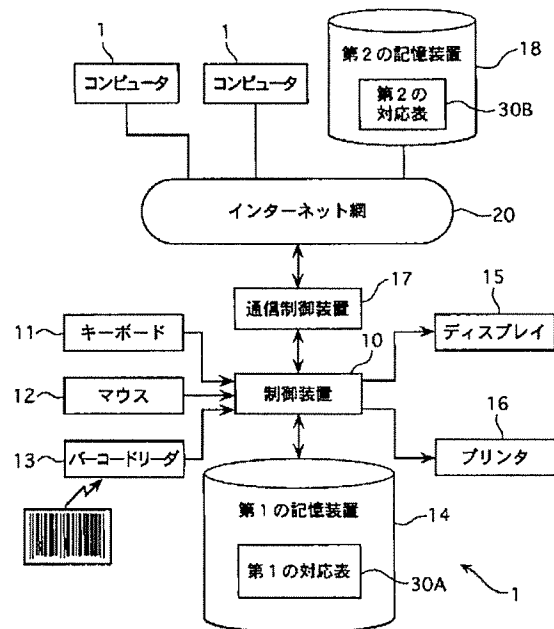 1
1
コンピュータ
コンピュータ
第2の記憶装置
18
第2の
対応表
30B
インターネット網
20
通信制御装置
17
15
11
キーボード
10
ディスプレイ
12
マウス
制御装置
16
13
バーコードリーダ
プリンタ
第1の記憶装置
14
第1の対応表
30A
1